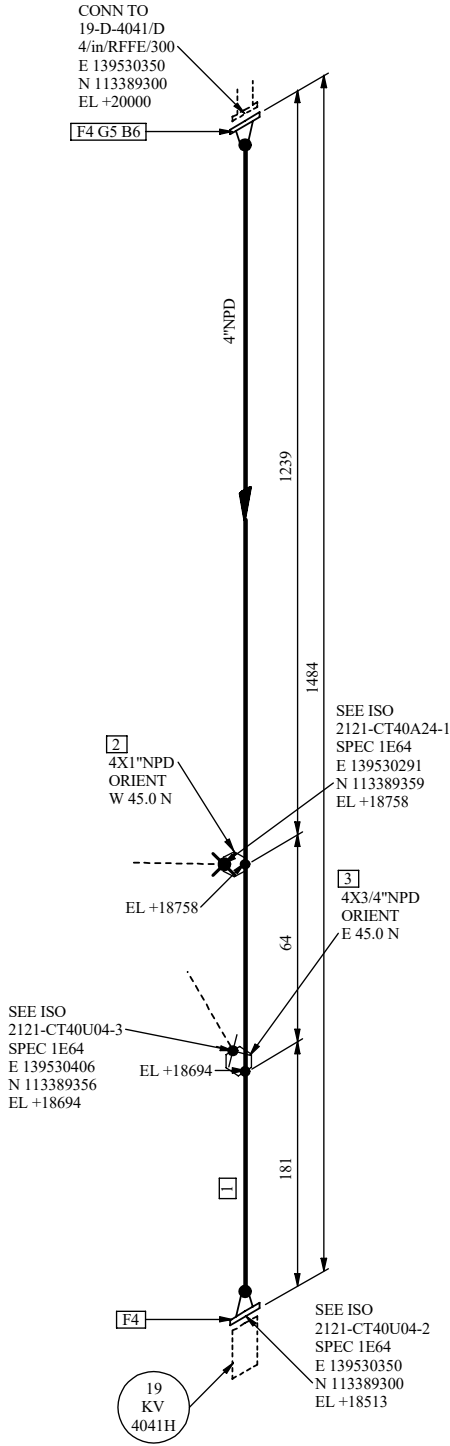 CONN TO
19-D-4041/D
4/in/RFFE/300
E 139530350
N 113389300
EL +20000
F4 G5 B6
4"NPD
1239
1484
SEE ISO
2121-CT40A24-1
SPEC 1E64
E 139530291
N 113389359
EL +18758
2
4X1"NPD
ORIENT
W 45.0 N
EL +18758
3
4X3/4"NPD
ORIENT
E 45.0 N
64
SEE ISO
2121-CT40U04-3
SPEC 1E64
E 139530406
N 113389356
EL +18694
EL +18694
181
1
F4
SEE ISO
2121-CT40U04-2
SPEC 1E64
E 139530350
N 113389300
EL +18513
19
KV
4041H